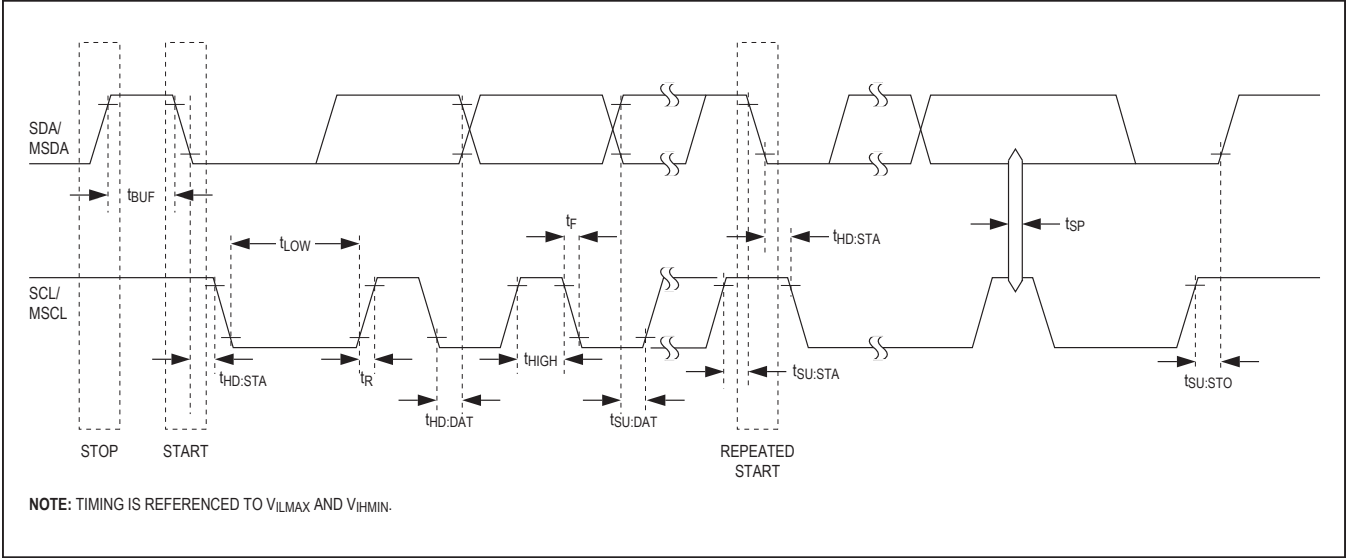 SDA/
MSDA
tBUF
tLOW
tF
tHD:STA
tSP
SCL/
MSCL
tHD:STA
tR
tHD:DAT
tHIGH
tSU:DAT
tSU:STA
tSU:STO
STOP
START
REPEATED
START
NOTE: TIMING IS REFERENCED TO VILMAX AND VIHMIN.